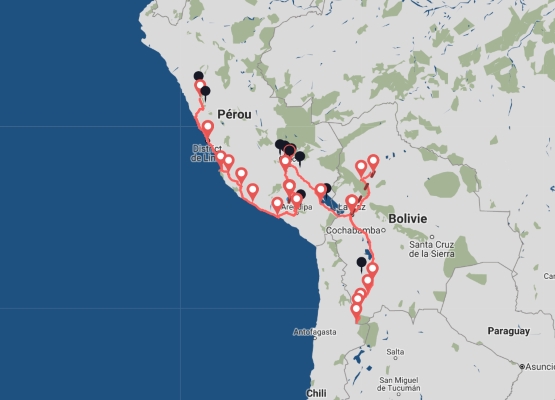 Pérou
District
de Lim
Arequipa
La Paz
Bolivie
Cochabamba
Santa Cruz
de la Sierra
Antofagasta
Paraguay
Salta
Asunció
San Miguel
de Tucumán
Chili